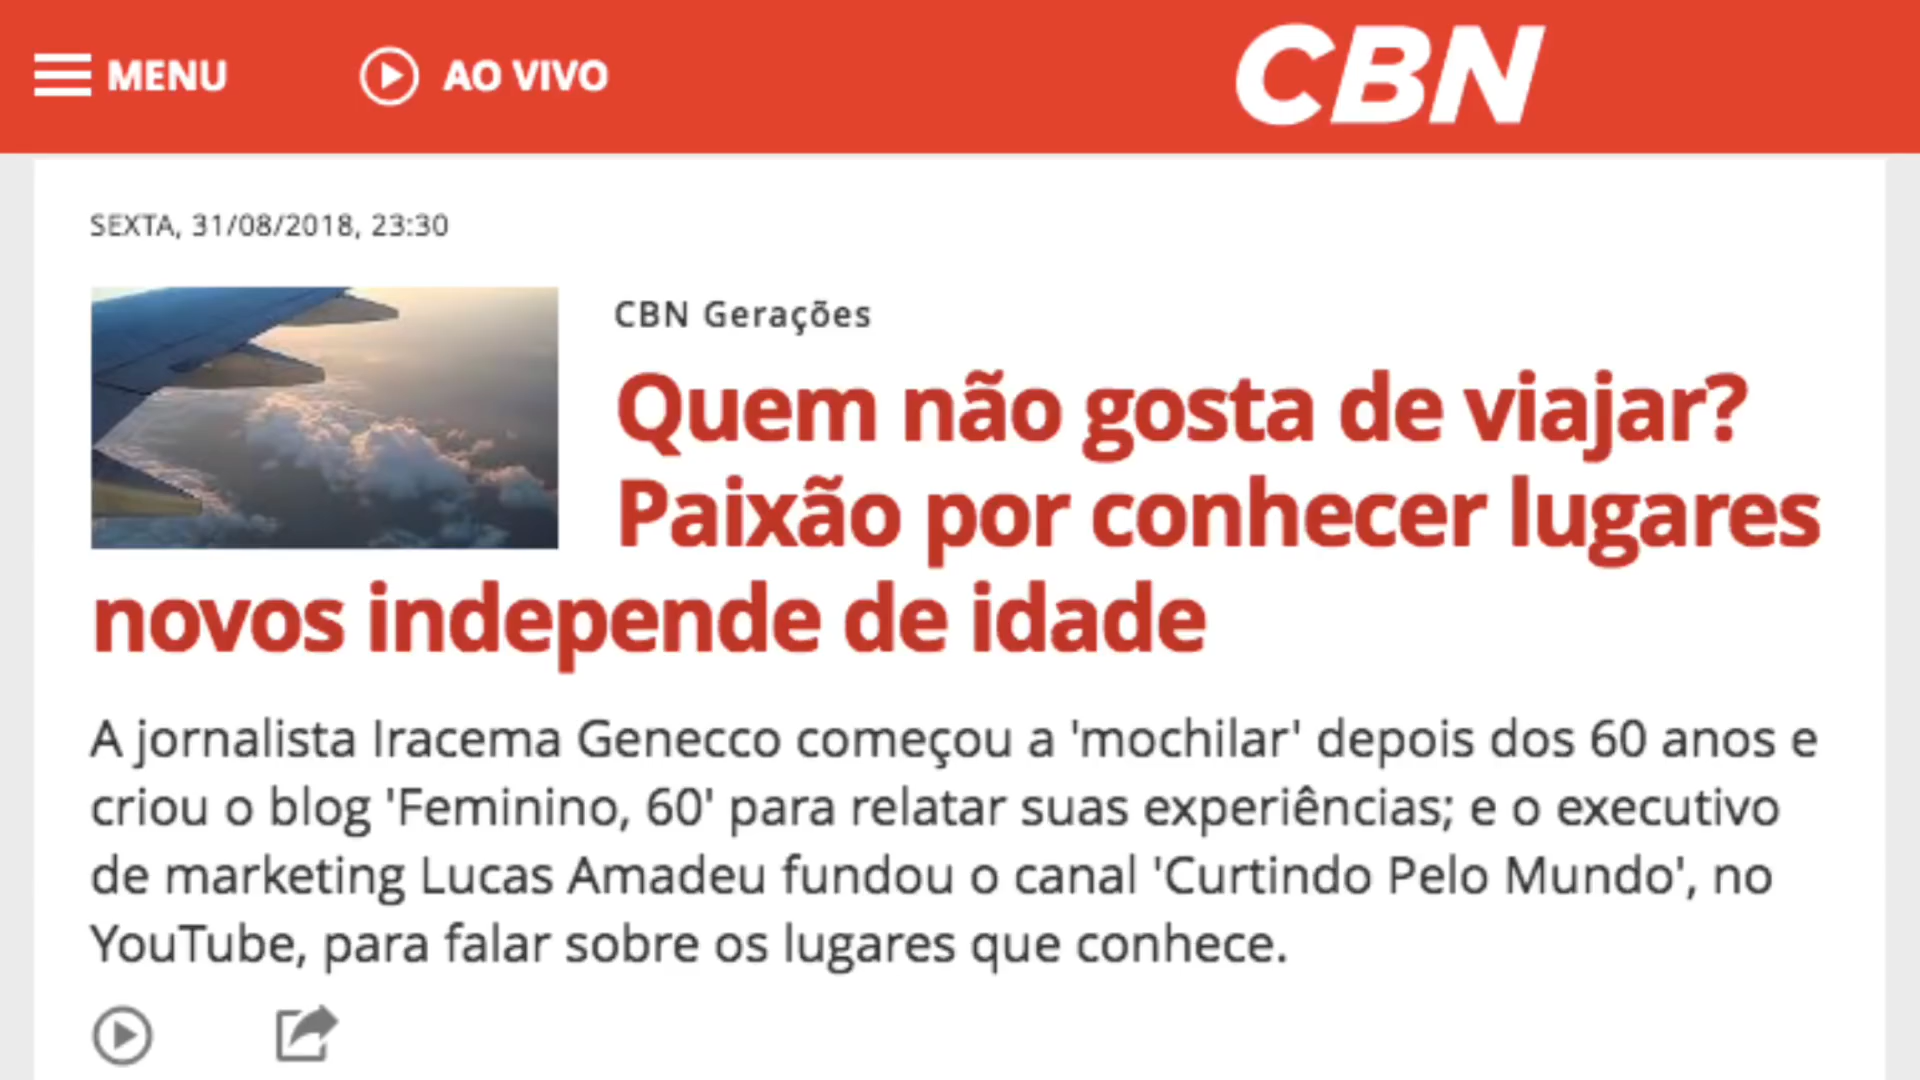 MENU
AO VIVO
CBN
SEXTA, 31/08/2018, 23:30
CBN Gerações
Quem não gosta de viajar?
Paixão por conhecer lugares
novos independe de idade
A jornalista Iracema Genecco começou a 'mochilar' depois dos 60 anos e
criou o blog 'Feminino, 60' para relatar suas experiências; e o executivo
de marketing Lucas Amadeu fundou o canal 'Curtindo Pelo Mundo', no
YouTube, para falar sobre os lugares que conhece.